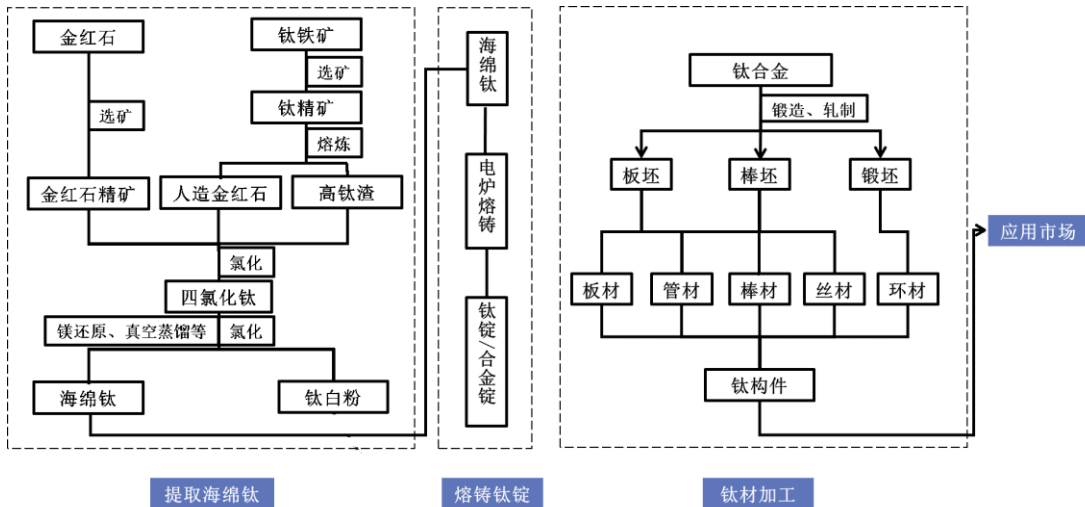 金红石
钛铁矿
选矿
选矿
钛精矿
熔炼
金红石精矿
人造金红石
高钛渣
氯化
四氯化钛
镁还原、真空蒸馏等
氯化
海绵钛
钛白粉
提取海绵钛
海绵钛
电炉熔铸
钛锭/合金锭
熔铸钛锭
钛合金
锻造、轧制
板坯
棒坯
锻坯
板材
管材
棒材
丝材
环材
钛构件
钛材加工
应用市场